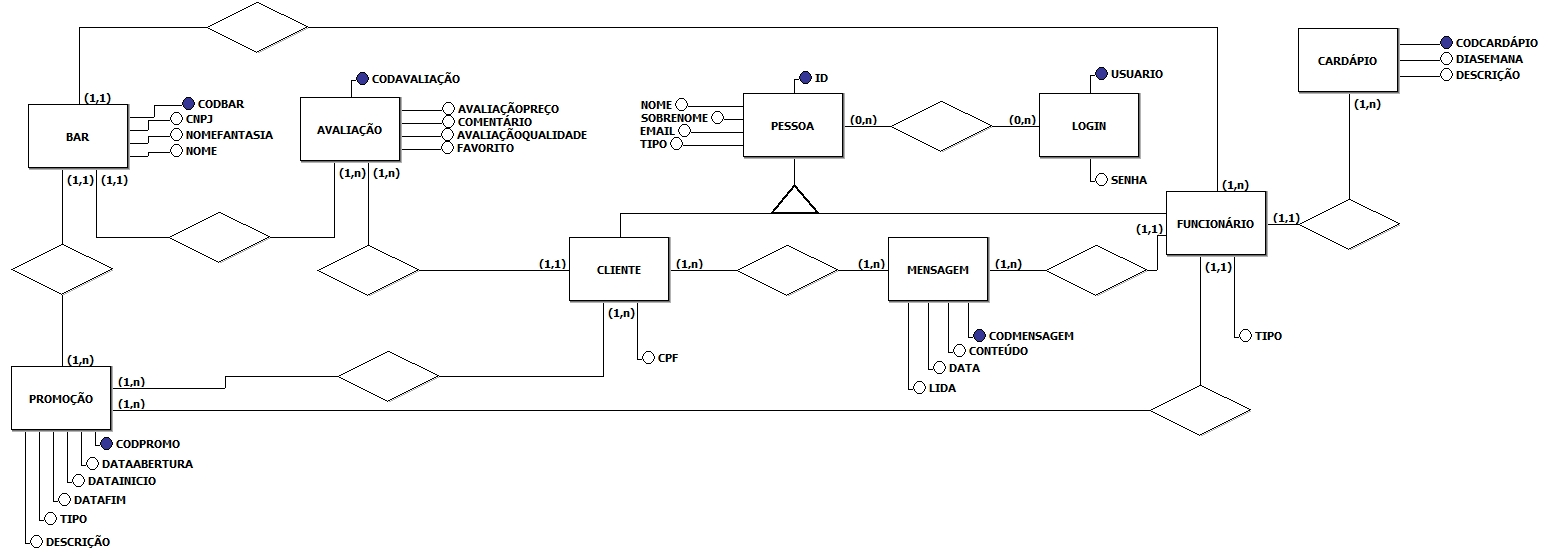 CODCARDÁPIO
CARDÁPIO
DIASEMANA
DESCRIÇÃO
CODAVALIAÇÃO
ID
USUARIO
(1,1)
CODBAR
CNPJ
BAR
NOMEFANTASIA
NOME
AVALIAÇÃO
AVALIAÇÃOPREÇO
COMENTÁRIO
AVALIAÇÃOQUALIDADE
FAVORITO
NOME
SOBRENOME
EMAIL
TIPO
PESSOA
(0,n)
(0,n)
LOGIN
(1,n)
SENHA
(1,1)
(1,1)
(1,n)
(1,n)
(1,n)
FUNCIONÁRIO
(1,1)
(1,1)
(1,1)
CLIENTE
(1,n)
(1,n)
MENSAGEM
(1,n)
(1,1)
(1,n)
CODMENSAGEM
CONTEÚDO
DATA
LIDA
TIPO
CPF
(1,n)
(1,n)
PROMOÇÃO
(1,n)
CODPROMO
DATAABERTURA
DATAINICIO
DATAFIM
TIPO
DESCRIÇÃO